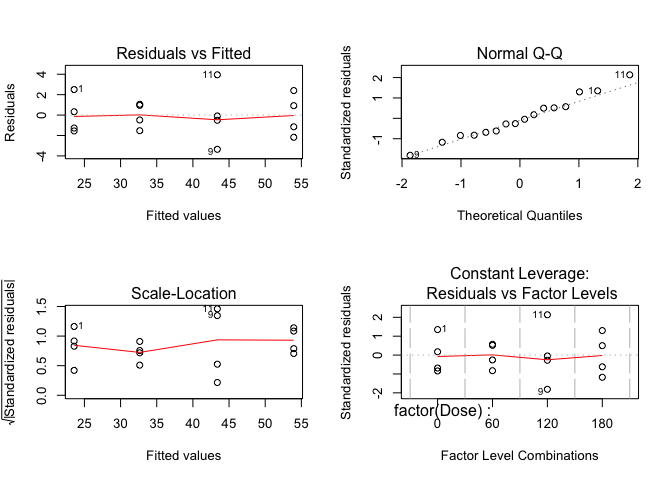 Residuals vs Fitted
Residuals
4
2
0
-4
11
1
9
25 30 35 40 45 50 55
Fitted values
Normal Q-Q
Standardized residuals
2
1
-1
11
1
9
-2 -1 0 1 2
Theoretical Quantiles
Scale-Location
√|Standardized residuals|
1.5
1.0
0.5
0.0
11
9
1
25 30 35 40 45 50 55
Fitted values
Constant Leverage:
Residuals vs Factor Levels
Standardized residuals
2
1
0
-2
11
1
9
factor(Dose) :
0 60 120 180
Factor Level Combinations